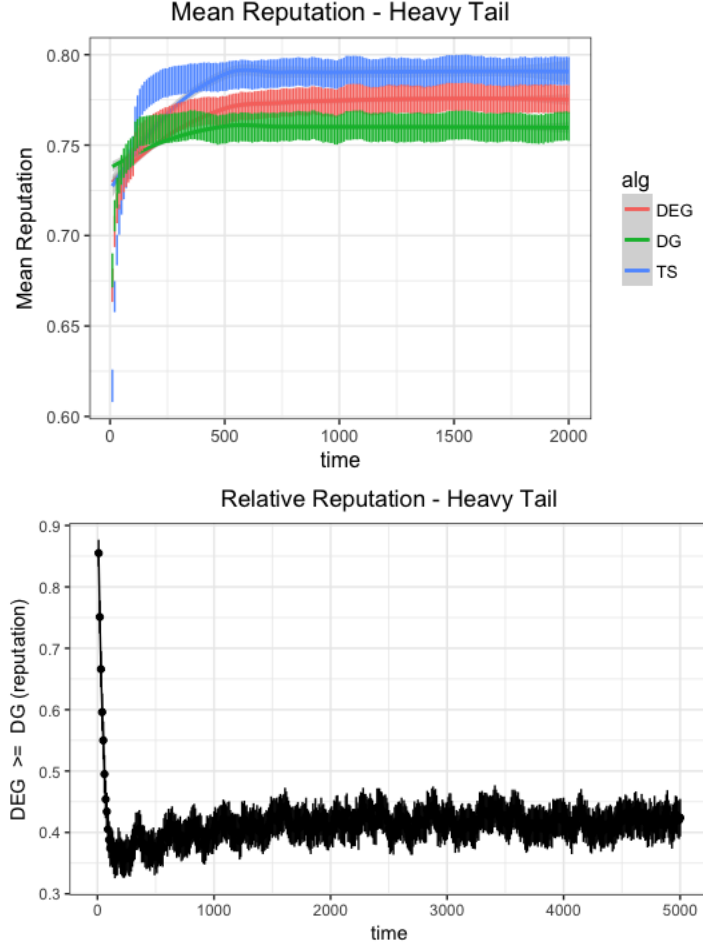 Mean Reputation - Heavy Tail
0.80
0.75
0.70
0.65
0.60
Mean Reputation
0
500
1000
1500
2000
time
alg
DEG
DG
TS
Relative Reputation - Heavy Tail
0.9
0.8
0.7
0.6
0.5
0.4
0.3
DEG >= DG (reputation)
0
1000
2000
3000
4000
5000
time